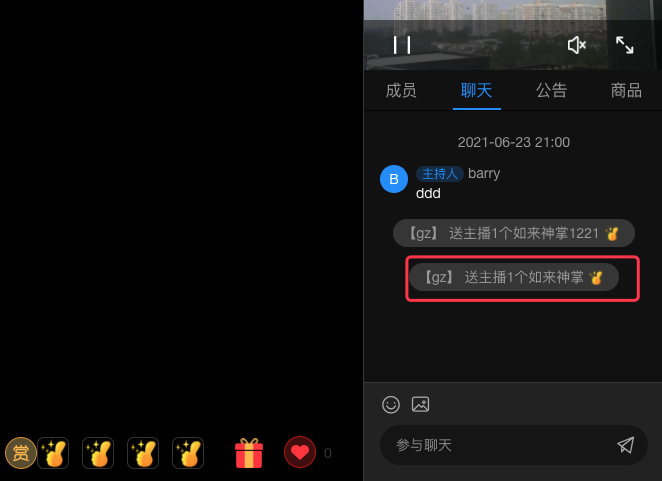 成员
聊天
公告
商品
2021-06-23 21:00
B
主持人 barry
ddd
【gz】 送主播1个如来神掌1221
【gz】 送主播1个如来神掌
赏
0
参与聊天